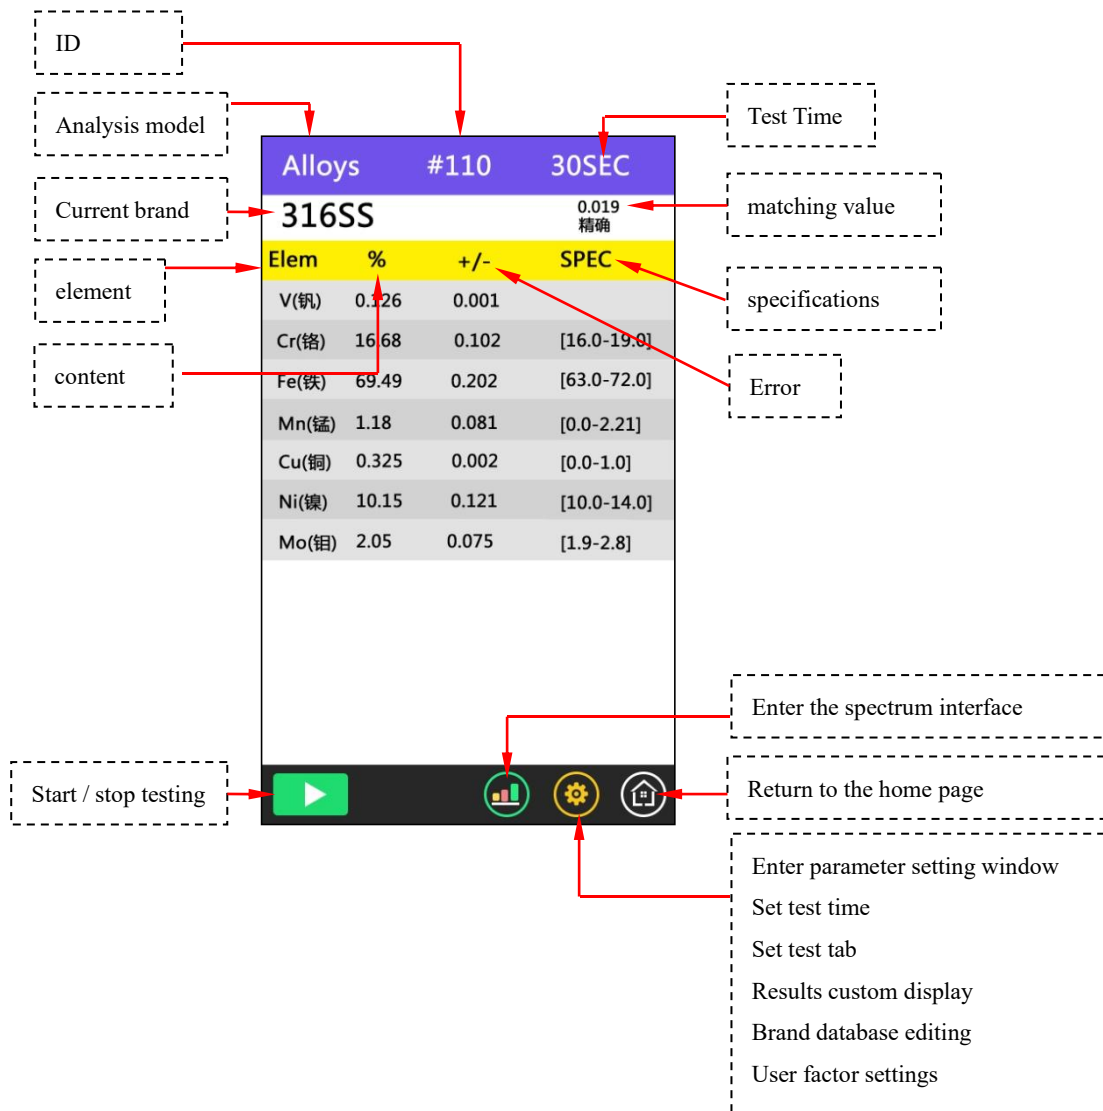 ID
Analysis model
Test Time
Alloys #110 30SEC
Current brand
316SS
0.019
精确
matching value
Elem % +/- SPEC
element
specifications
V(钒) 0.126 0.001
Cr(铬) 16.68 0.102 [16.0-19.0]
content
Fe(铁) 69.49 0.202 [63.0-72.0]
Error
Mn(锰) 1.18 0.081 [0.0-2.21]
Cu(铜) 0.325 0.002 [0.0-1.0]
Ni(镍) 10.15 0.121 [10.0-14.0]
Mo(钼) 2.05 0.075 [1.9-2.8]
Enter the spectrum interface
Start / stop testing
Return to the home page
Enter parameter setting window
Set test time
Set test tab
Results custom display
Brand database editing
User factor settings